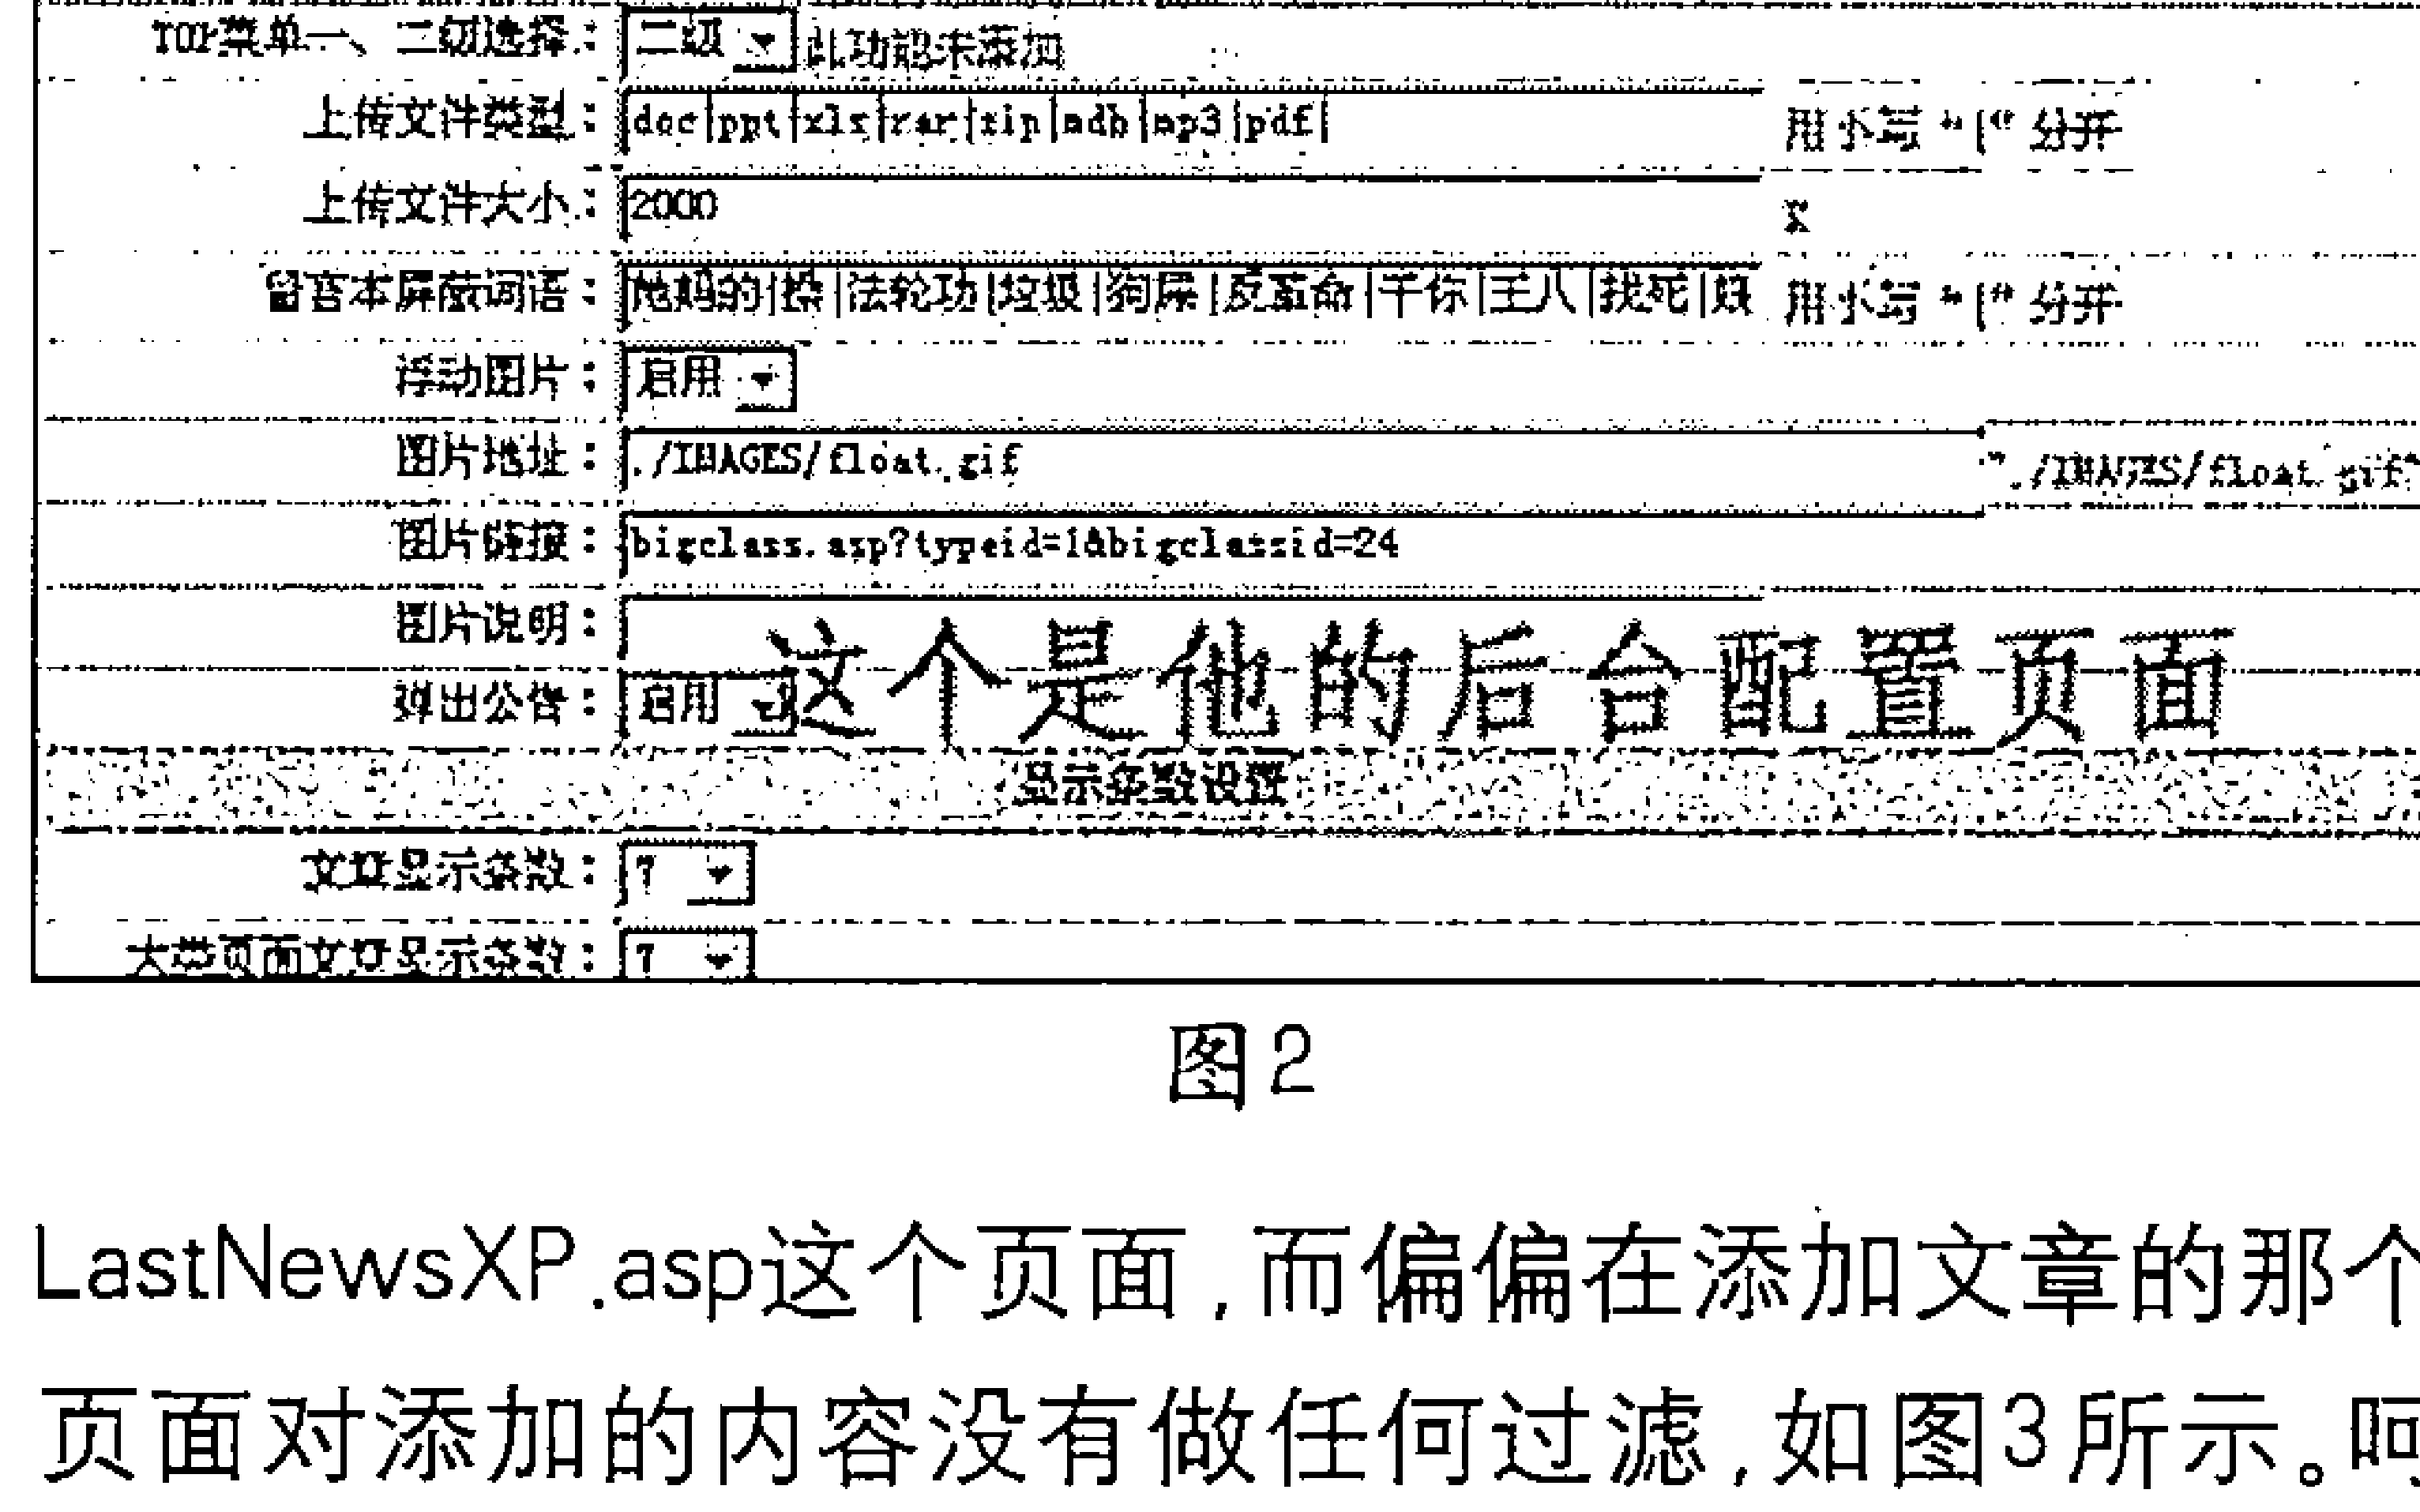 TOP菜单一、二级选择： 二级 此功能未添加
上传文件类型： doc|ppt|xls|rar|zip|mdb|mp3|pdf| 用小写“|”分开
上传文件大小： 2000 K
留言本屏蔽词语： 他妈的|操|法轮功|垃圾|狗屎|反革命|干你|王八|找死| 用小写“|”分开
浮动图片： 启用
图片地址： ./IMAGES/float.gif "./IMAGES/float.gif"
图片链接： bigclass.asp?typeid=1&bigclassid=24
图片说明：
这个是他的后台配置页面
弹出公告： 启用
显示条数设置
文章显示条数： 7
大类页面文章显示条数： 7
图2
LastNewsXP.asp这个页面，而偏偏在添加文章的那个
页面对添加的内容没有做任何过滤，如图3所示。呵